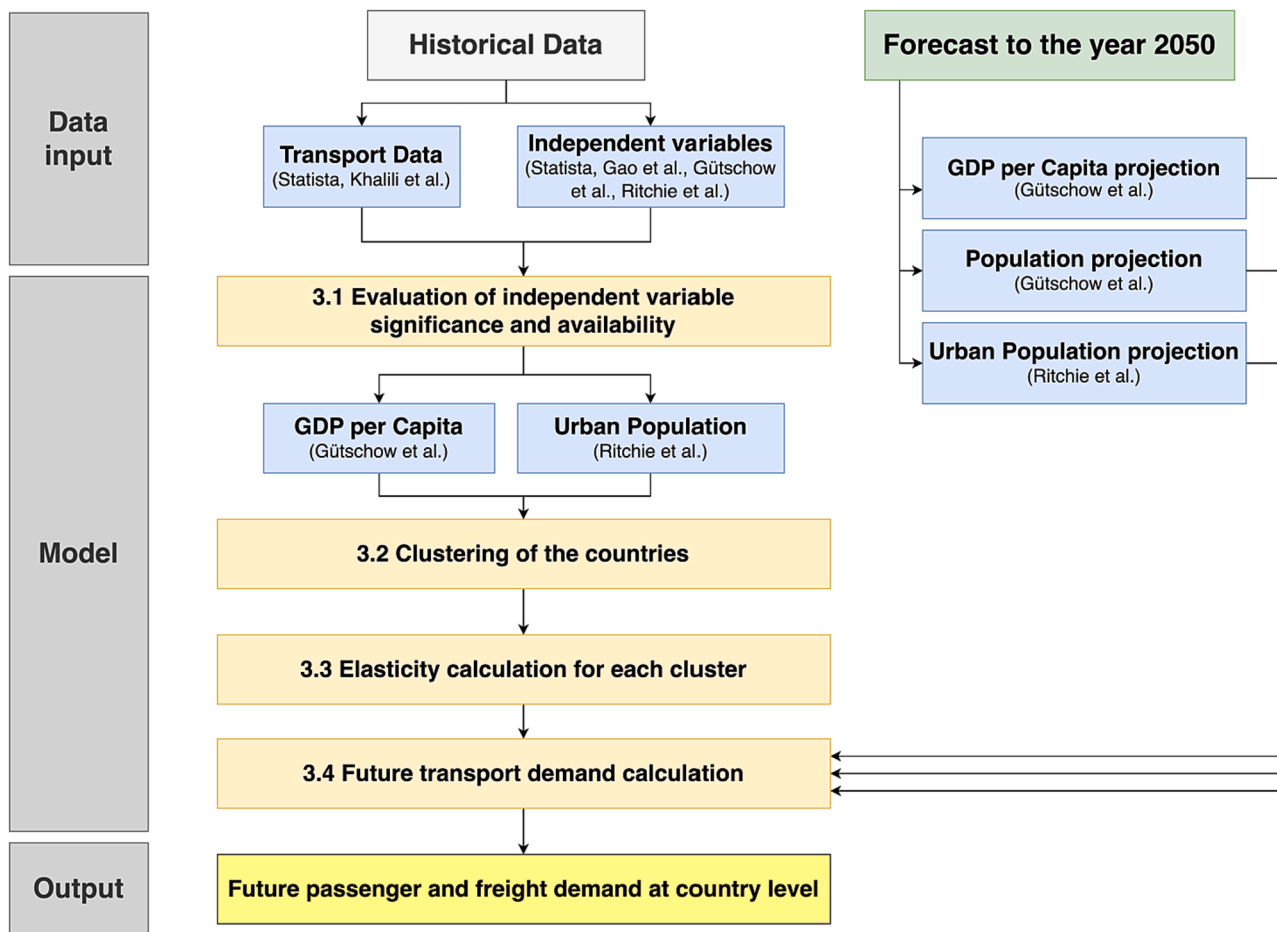 Data
input
Historical Data
Transport Data
(Statista, Khalili et al.)
Independent variables
(Statista, Gao et al., Gütschow
et al., Ritchie et al.)
Forecast to the year 2050
GDP per Capita projection
(Gütschow et al.)
Population projection
(Gütschow et al.)
Urban Population projection
(Ritchie et al.)
Model
3.1 Evaluation of independent variable
significance and availability
GDP per Capita
(Gütschow et al.)
Urban Population
(Ritchie et al.)
3.2 Clustering of the countries
3.3 Elasticity calculation for each cluster
3.4 Future transport demand calculation
Output
Future passenger and freight demand at country level